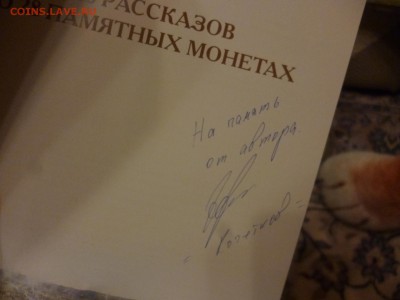 COINS.LAVE.RU
РАССКАЗОВ
ПАМЯТНЫХ МОНЕТАХ
На память
от автора